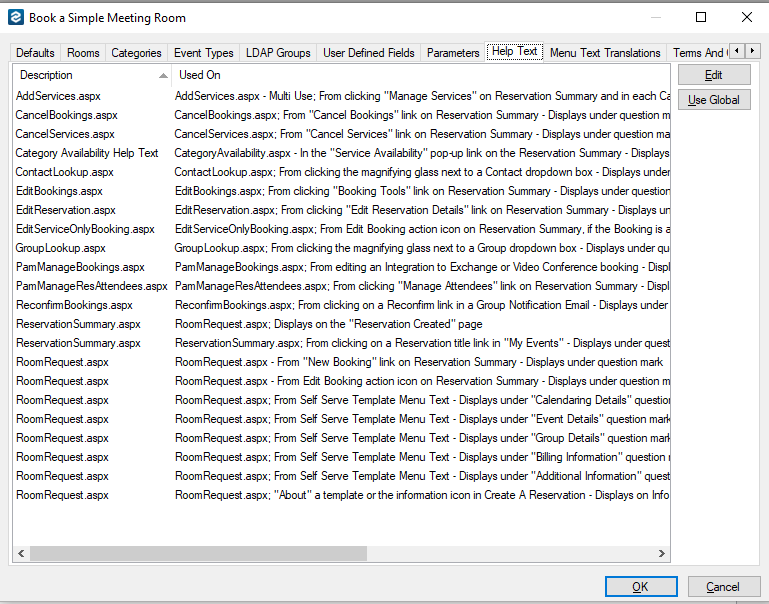 Book a Simple Meeting Room
Defaults Rooms Categories Event Types LDAP Groups User Defined Fields Parameters Help Text Menu Text Translations Terms And
Description Used On Edit
AddServices.aspx AddServices.aspx - Multi Use; From clicking "Manage Services" on Reservation Summary and in each Ca Use Global
CancelBookings.aspx CancelBookings.aspx; From "Cancel Bookings" link on Reservation Summary - Displays under question m
CancelServices.aspx CancelServices.aspx; From "Cancel Services" link on Reservation Summary - Displays under question ma
Category Availability Help Text CategoryAvailability.aspx - In the "Service Availability" pop-up link on the Reservation Summary - Displays
ContactLookup.aspx ContactLookup.aspx; From clicking the magnifying glass next to a Contact dropdown box - Displays under
EditBookings.aspx EditBookings.aspx; From clicking "Booking Tools" link on Reservation Summary - Displays under question
EditReservation.aspx EditReservation.aspx; From clicking "Edit Reservation Details" link on Reservation Summary - Displays un
EditServiceOnlyBooking.aspx EditServiceOnlyBooking.aspx; From Edit Booking action icon on Reservation Summary, if the Booking is a
GroupLookup.aspx GroupLookup.aspx; From clicking the magnifying glass next to a Group dropdown box - Displays under qu
PamManageBookings.aspx PamManageBookings.aspx; From editing an Integration to Exchange or Video Conference booking - Displ
PamManageResAttendees.aspx PamManageResAttendees.aspx; From clicking "Manage Attendees" link on Reservation Summary - Displ
ReconfirmBookings.aspx ReconfirmBookings.aspx; From clicking on a Reconfirm link in a Group Notification Email - Displays under
ReservationSummary.aspx RoomRequest.aspx; Displays on the "Reservation Created" page
ReservationSummary.aspx ReservationSummary.aspx; From clicking on a Reservation title link in "My Events" - Displays under quest
RoomRequest.aspx RoomRequest.aspx - From "New Booking" link on Reservation Summary - Displays under question mark
RoomRequest.aspx RoomRequest.aspx - From Edit Booking action icon on Reservation Summary - Displays under question m
RoomRequest.aspx RoomRequest.aspx; From Self Serve Template Menu Text - Displays under "Calendaring Details" question
RoomRequest.aspx RoomRequest.aspx; From Self Serve Template Menu Text - Displays under "Event Details" question mark
RoomRequest.aspx RoomRequest.aspx; From Self Serve Template Menu Text - Displays under "Group Details" question mark
RoomRequest.aspx RoomRequest.aspx; From Self Serve Template Menu Text - Displays under "Billing Information" question
RoomRequest.aspx RoomRequest.aspx; From Self Serve Template Menu Text - Displays under "Additional Information" quest
RoomRequest.aspx RoomRequest.aspx; "About" a template or the information icon in Create A Reservation - Displays on Info
OK Cancel